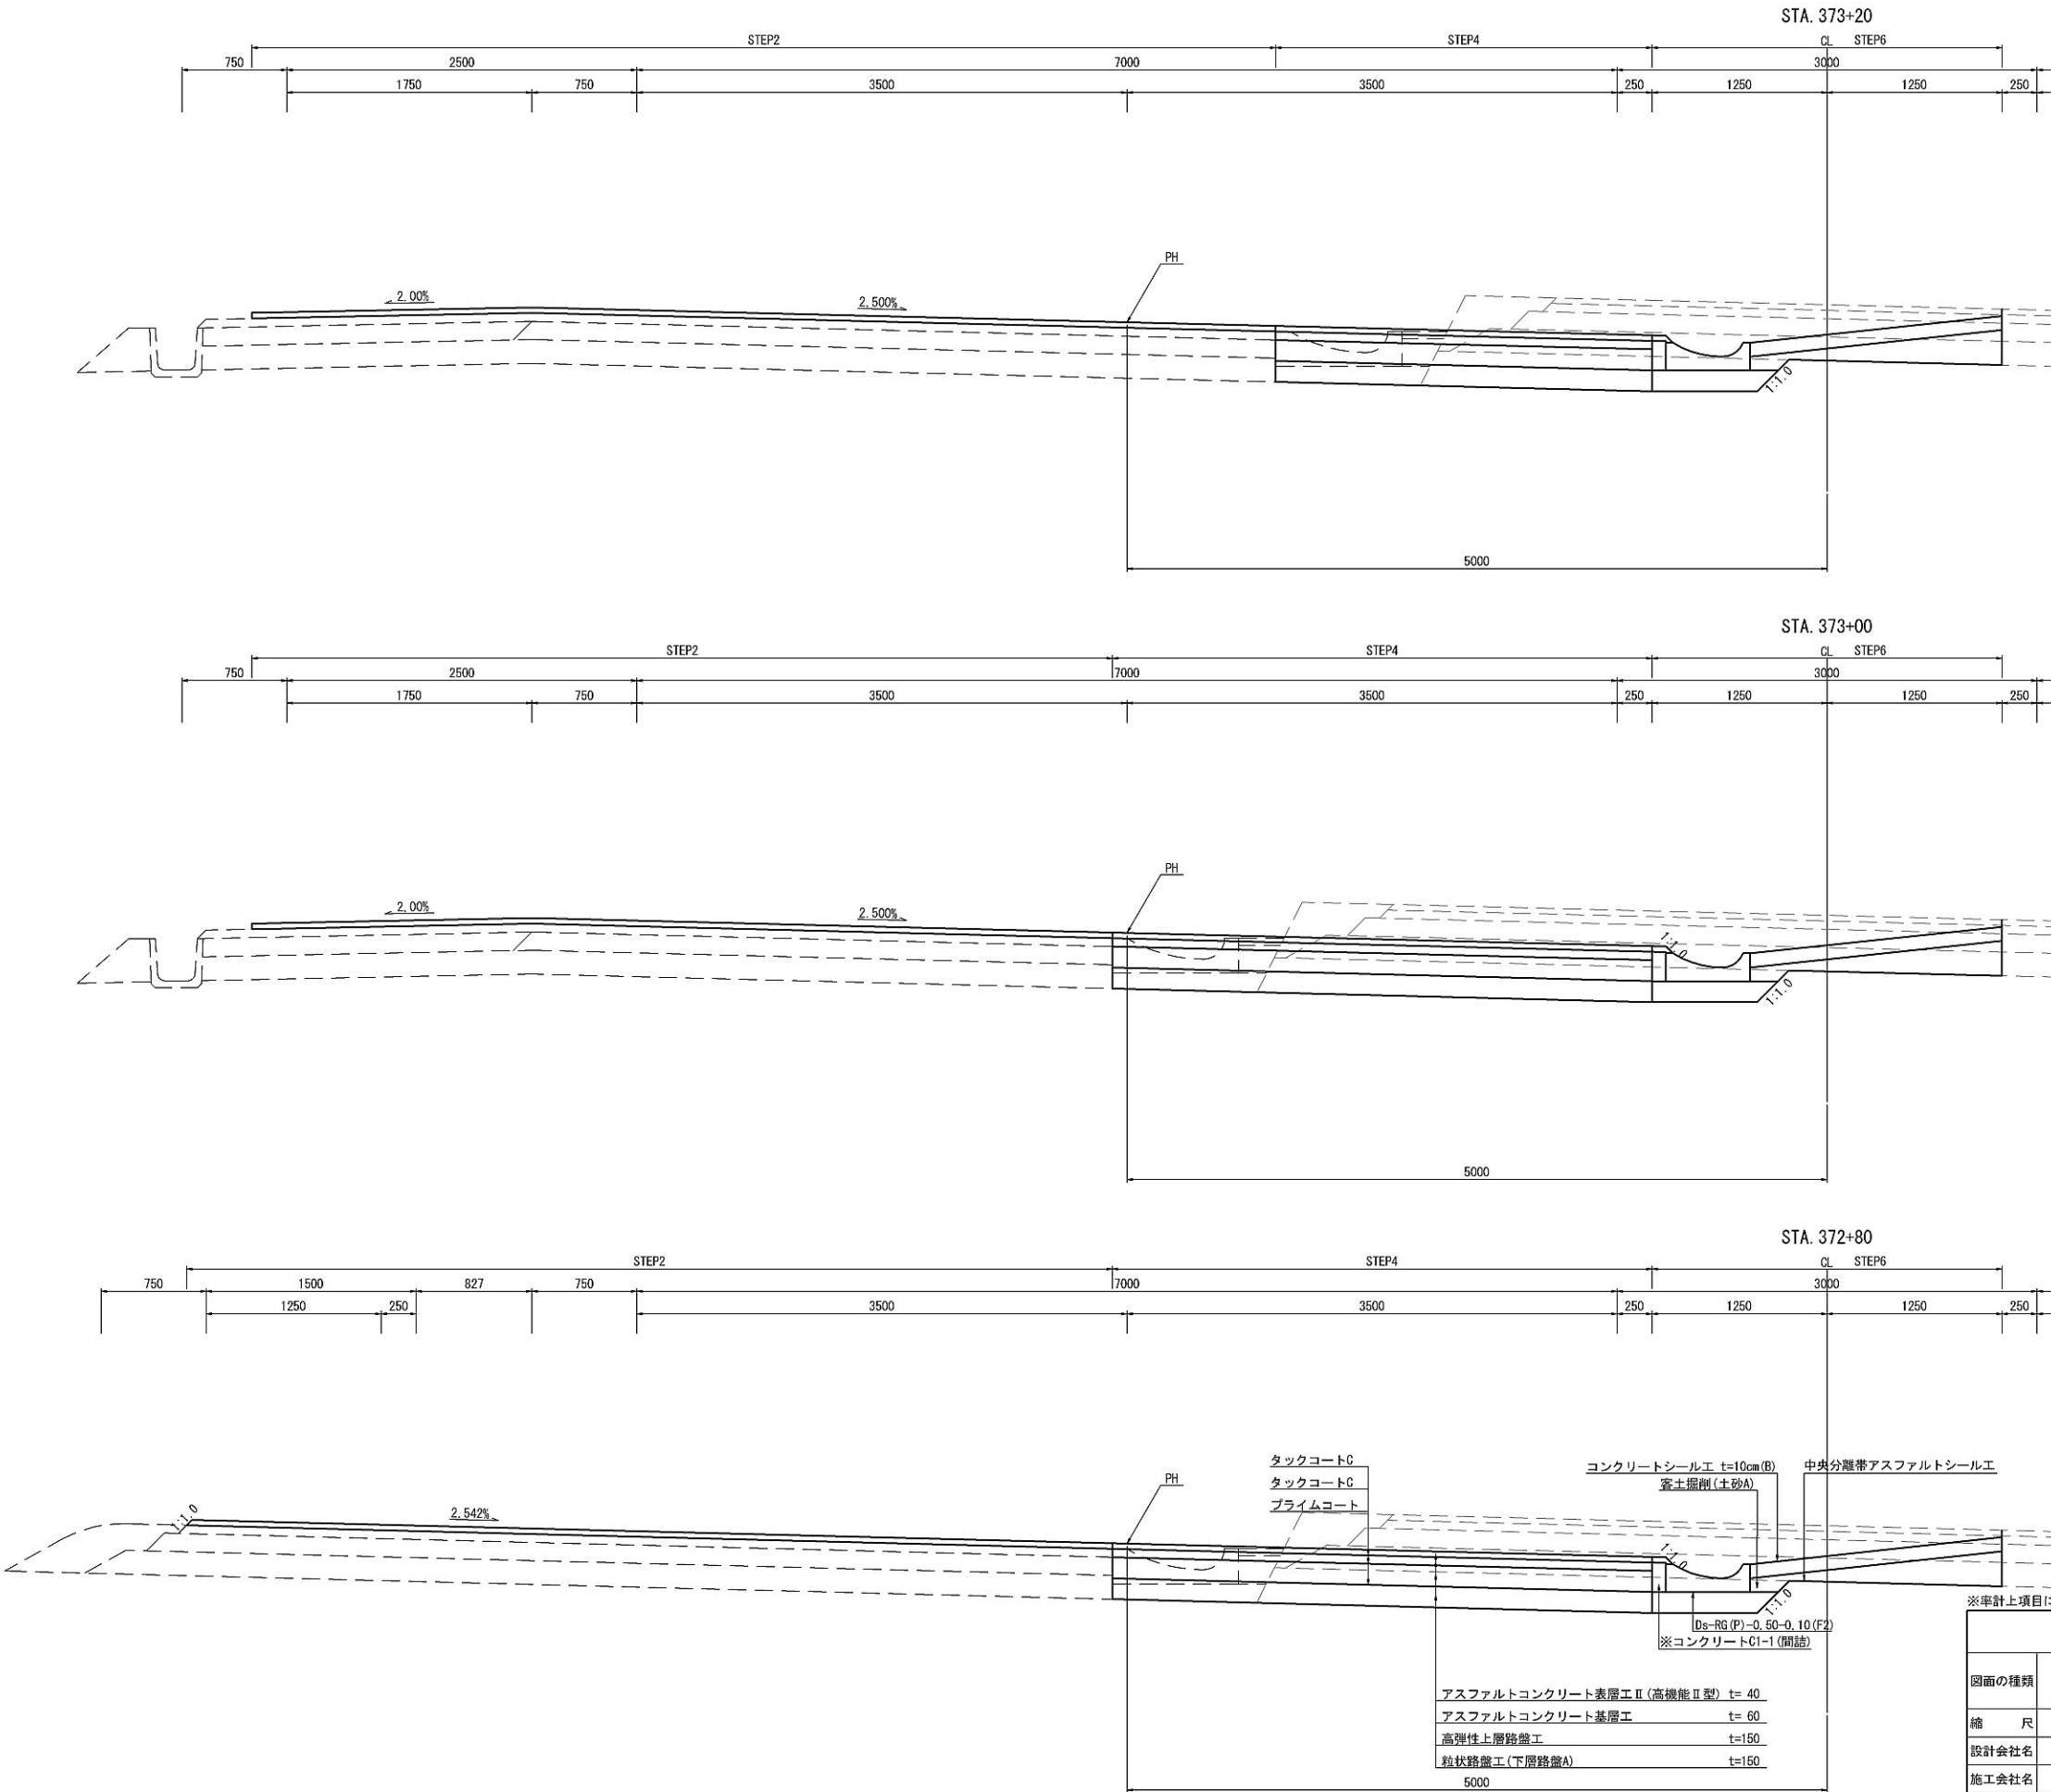 STA. 373+20
STEP2 STEP4 CL STEP6
750 2500 7000 3000
1750 750 3500 3500 250 1250 1250 250
PH
2.00% 2.500%
1:1.0
5000
STA. 373+00
STEP2 STEP4 CL STEP6
750 2500 7000 3000
1750 750 3500 3500 250 1250 1250 250
PH
2.00% 2.500%
1:1.0
1:1.0
5000
STA. 372+80
STEP2 STEP4 CL STEP6
750 1500 827 750 7000 3000
1250 250 3500 3500 250 1250 1250 250
タックコートC
タックコートC
プライムコート
コンクリートシール工 t=10cm(B)
中央分離帯アスファルトシール工
客土掘削(土砂A)
PH
1:1.0
2.542%
1:1.0
1:1.0
Ds-RG(P)-0.50-0.10(F2)
※コンクリートC1-1(間詰)
アスファルトコンクリート表層工Ⅱ(高機能Ⅱ型) t= 40
アスファルトコンクリート基層工 t= 60
高弾性上層路盤工 t=150
粒状路盤工(下層路盤A) t=150
5000
※率計上項目に
図面の種類
縮 尺
設計会社名
施工会社名